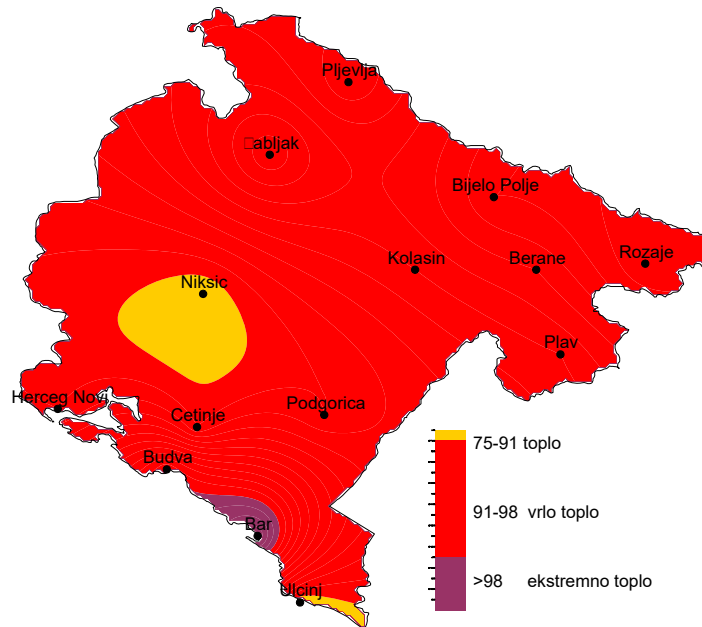 Pljevlja
□abljak
Bijelo Polje
Kolasin
Berane
Rozaje
Niksic
Plav
Herceg Novi
Cetinje
Podgorica
Budva
Bar
Ulcinj
75-91 toplo
91-98 vrlo toplo
>98 ekstremno toplo